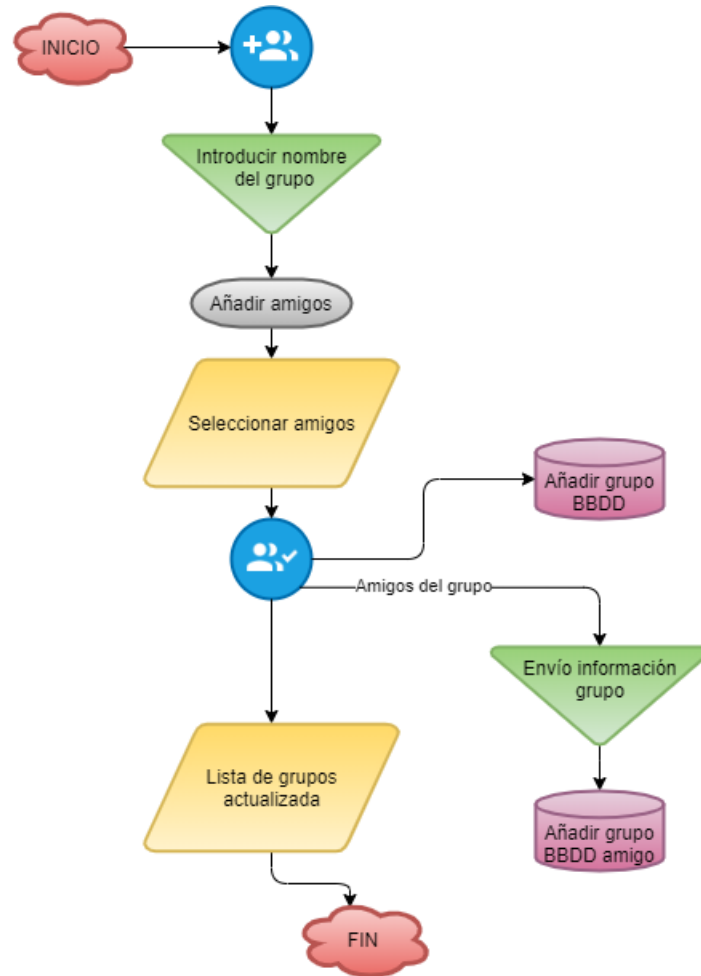 INICIO
Introducir nombre
del grupo
Añadir amigos
Seleccionar amigos
Añadir grupo
BBDD
Amigos del grupo
Envío información
grupo
Lista de grupos
actualizada
Añadir grupo
BBDD amigo
FIN